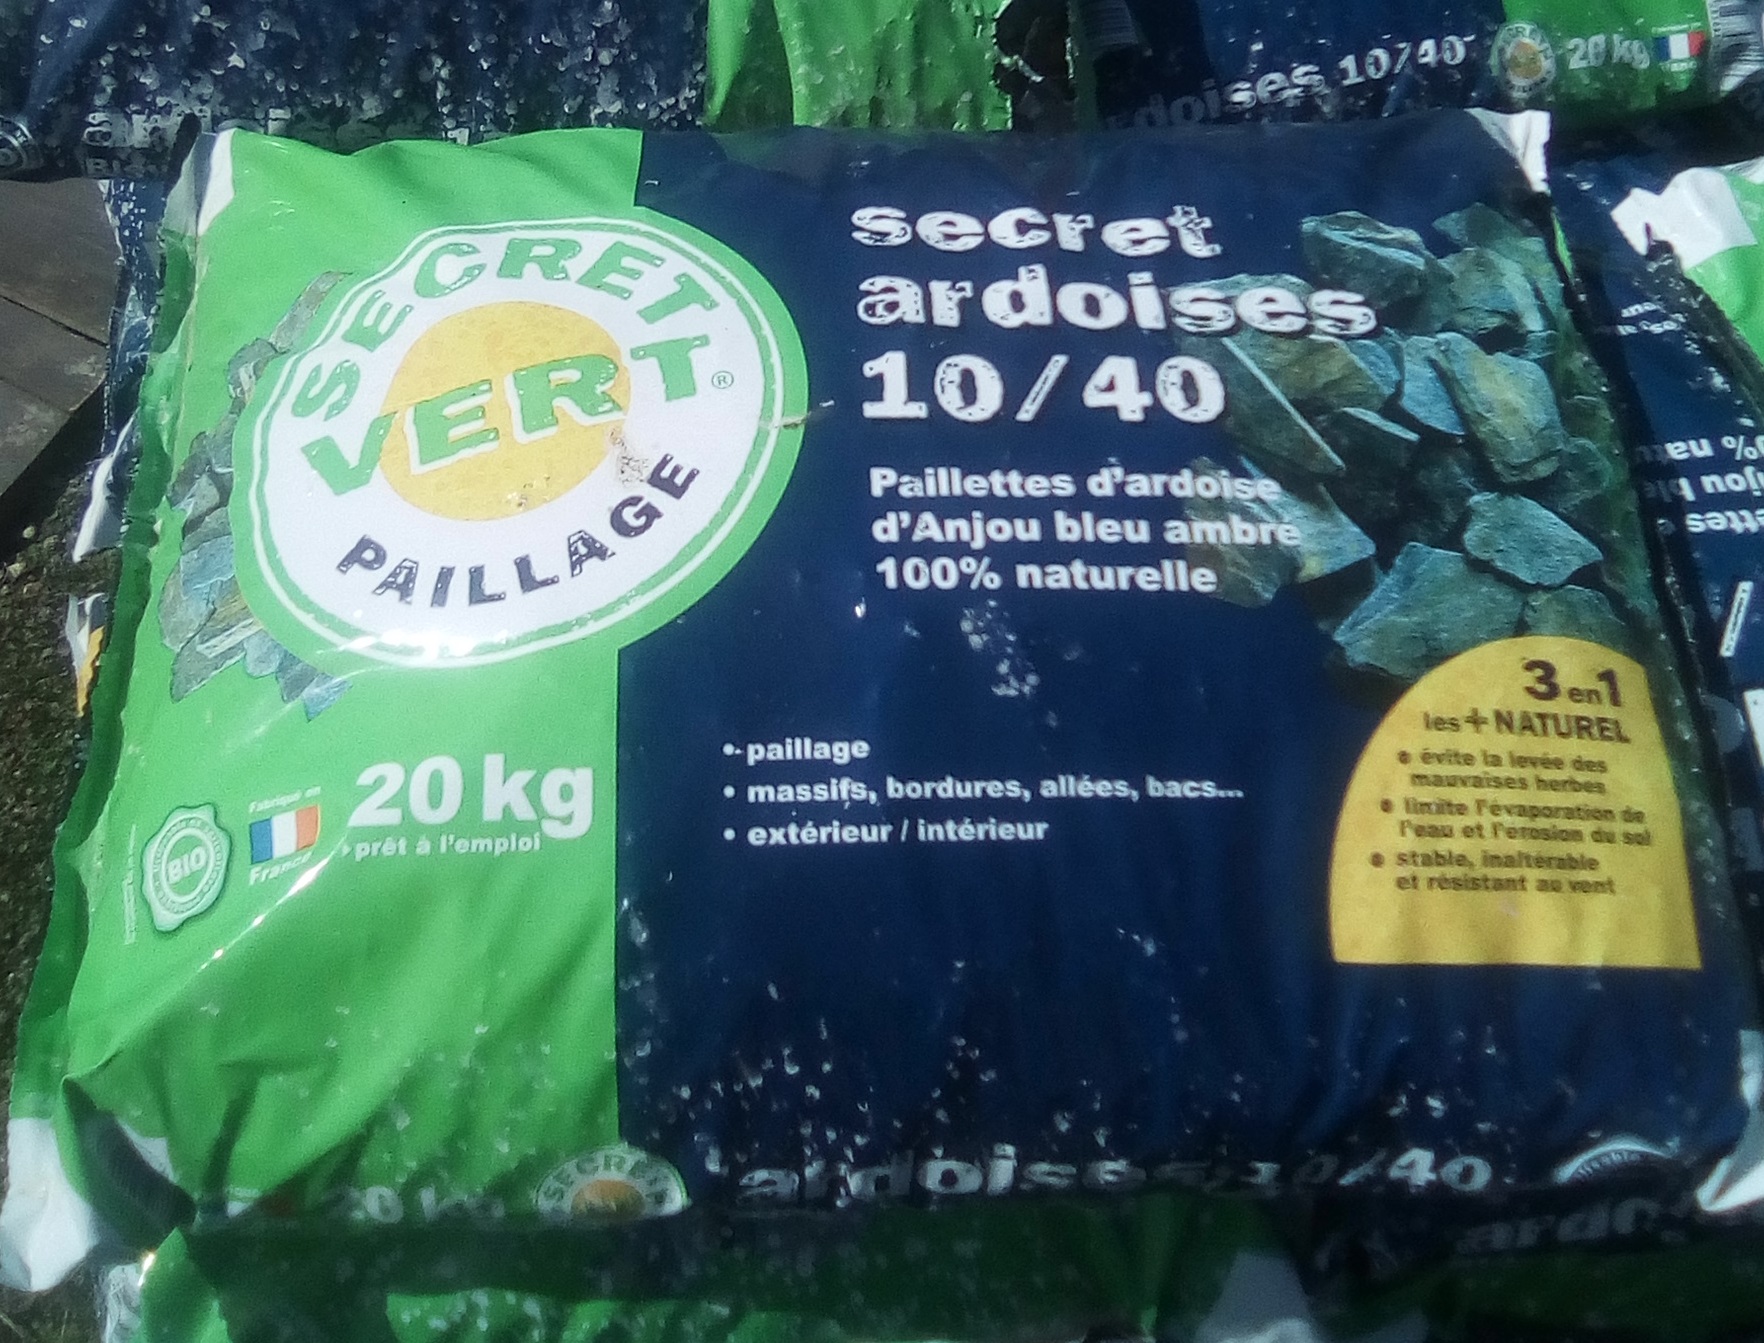 ardoises 10/40
20 kg
SECRET
VERT®
PAILLAGE
secret
ardoises
10/40
Paillettes d'ardoise
d'Anjou bleu ambré
100% naturelle
• paillage
• massifs, bordures, allées, bacs...
• extérieur / intérieur
3 en 1
les + NATUREL
• évite la levée des
mauvaises herbes
• limite l'évaporation de
l'eau et l'érosion du sol
• stable, inaltérable
et résistant au vent
BIO
Fabriqué en
France
20 kg
prêt à l'emploi
20 kg
SECRET
ardoises 10/40